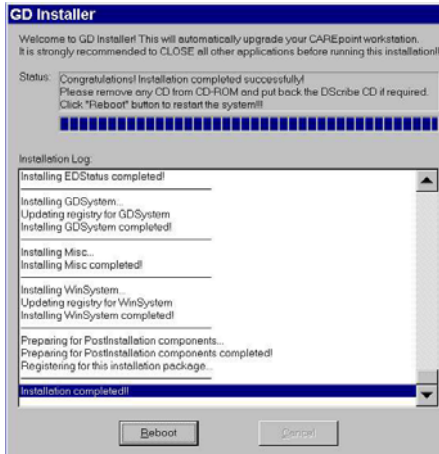 GD Installer
Welcome to GD Installer! This will automatically upgrade your CAREpoint workstation.
It is strongly recommended to CLOSE all other applications before running this installation!
Status:
Congratulations! Installation completed successfully!
Please remove any CD from CD-ROM and put back the DScribe CD if required.
Click "Reboot" button to restart the system!!!
Installation Log:
Installing EDStatus completed!
Installing GDSystem...
Updating registry for GDSystem
Installing GDSystem completed!
Installing Misc...
Installing Misc completed!
Installing WinSystem...
Updating registry for WinSystem
Installing WinSystem completed!
Preparing for PostInstallation components...
Preparing for PostInstallation components completed!
Registering for this installation package...
Installation completed!!
Reboot
Cancel